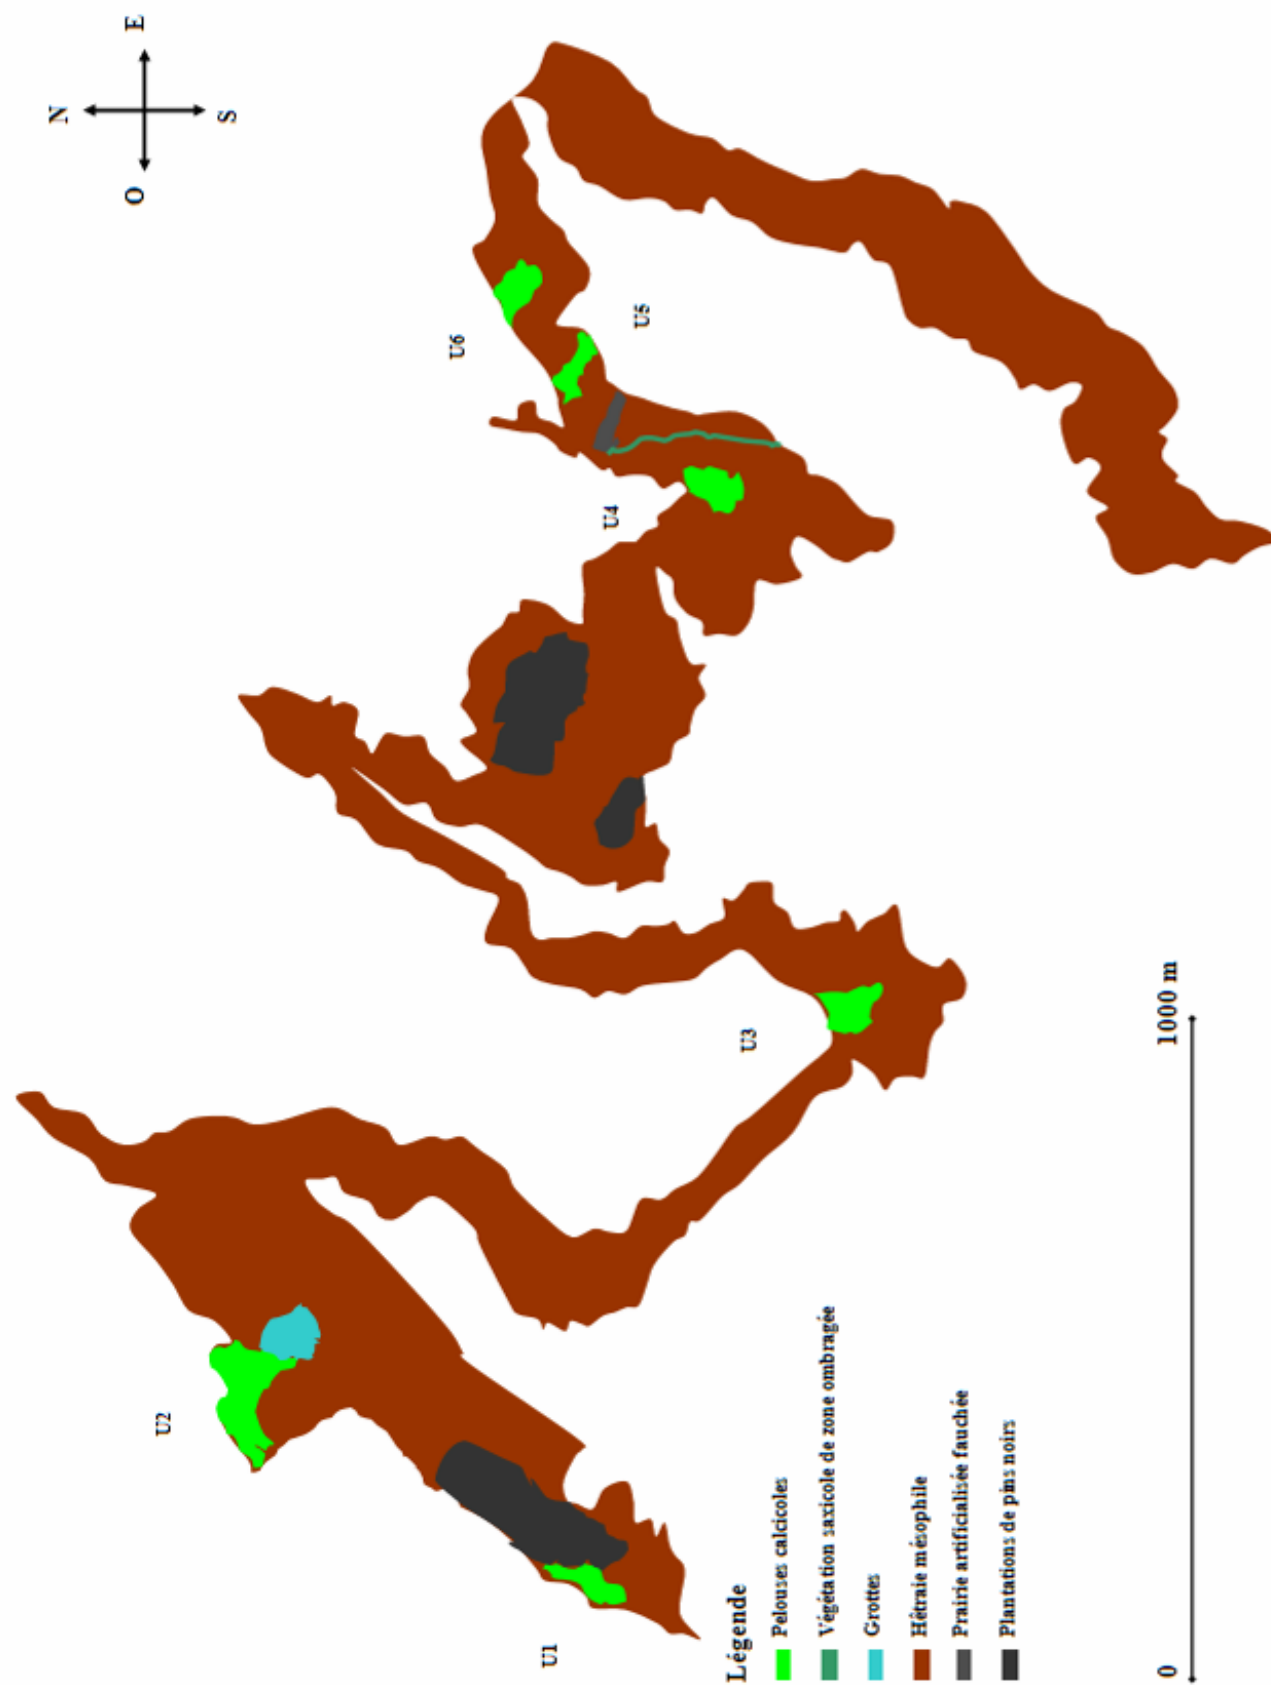 N
O
E
S
U6
U5
U4
U3
U2
U1
Légende
Pelouses calcicoles
Végétation saxicole de zone ombragée
Grottes
Hêtraie mésophile
Prairie artificialisée fauchée
Plantations de pins noirs
0
1000 m